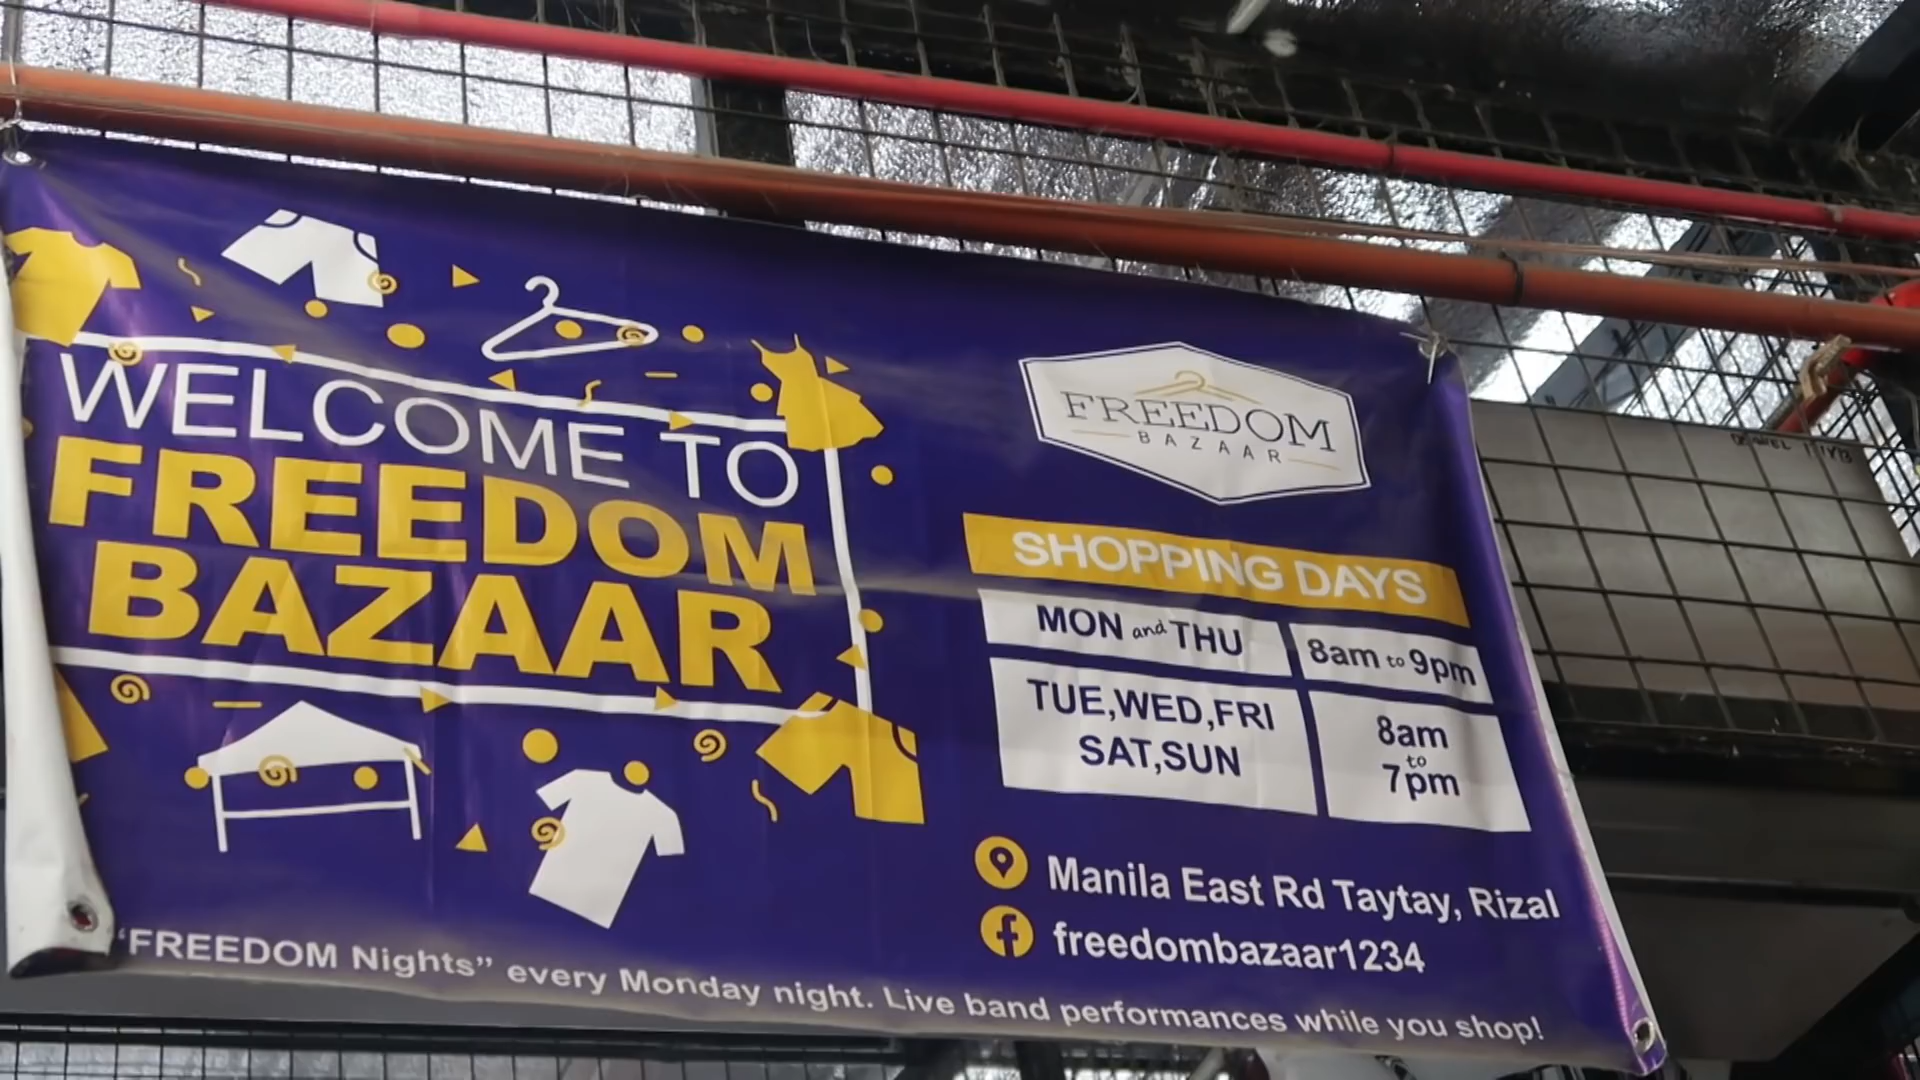 WELCOME TO
FREEDOM
BAZAAR
FREEDOM
BAZAAR
SHOPPING DAYS
MON and THU
8am to 9pm
TUE,WED,FRI
SAT,SUN
8am
to
7pm
Manila East Rd Taytay, Rizal
freedombazaar1234
“FREEDOM Nights” every Monday night. Live band performances while you shop!